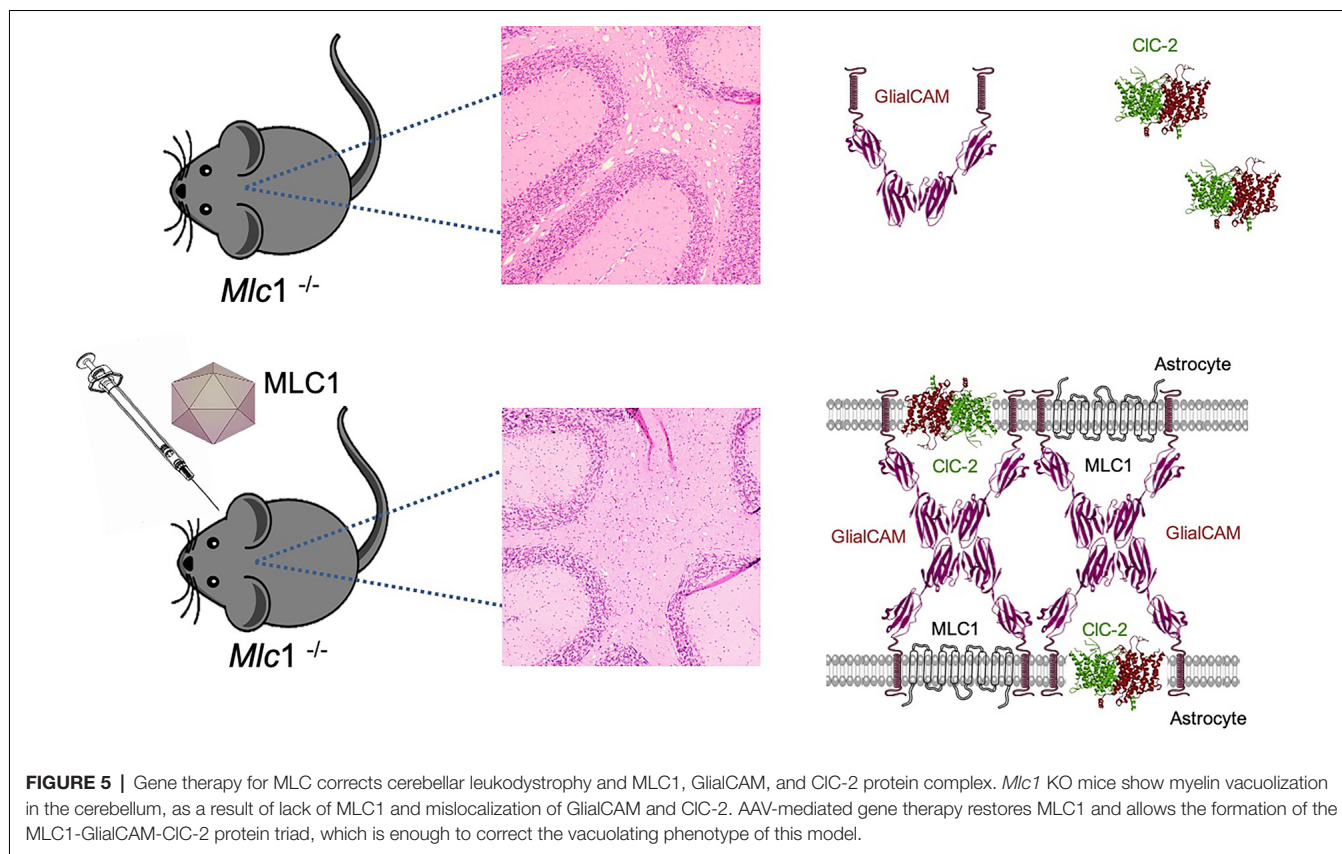 ClC-2
GlialCAM
Mlc1 -/-
MLC1
Astrocyte
ClC-2
MLC1
GlialCAM
GlialCAM
MLC1
ClC-2
Mlc1 -/-
Astrocyte
FIGURE 5 | Gene therapy for MLC corrects cerebellar leukodystrophy and MLC1, GlialCAM, and ClC-2 protein complex. Mlc1 KO mice show myelin vacuolization
in the cerebellum, as a result of lack of MLC1 and mislocalization of GlialCAM and ClC-2. AAV-mediated gene therapy restores MLC1 and allows the formation of the
MLC1-GlialCAM-ClC-2 protein triad, which is enough to correct the vacuolating phenotype of this model.